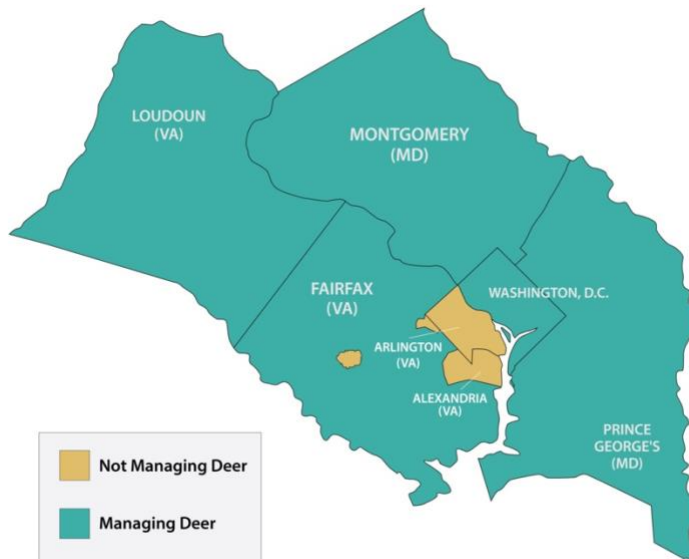 LOUDOUN
(VA)
MONTGOMERY
(MD)
FAIRFAX
(VA)
WASHINGTON, D.C.
ARLINGTON
(VA)
ALEXANDRIA
(VA)
PRINCE
GEORGE'S
(MD)
Not Managing Deer
Managing Deer